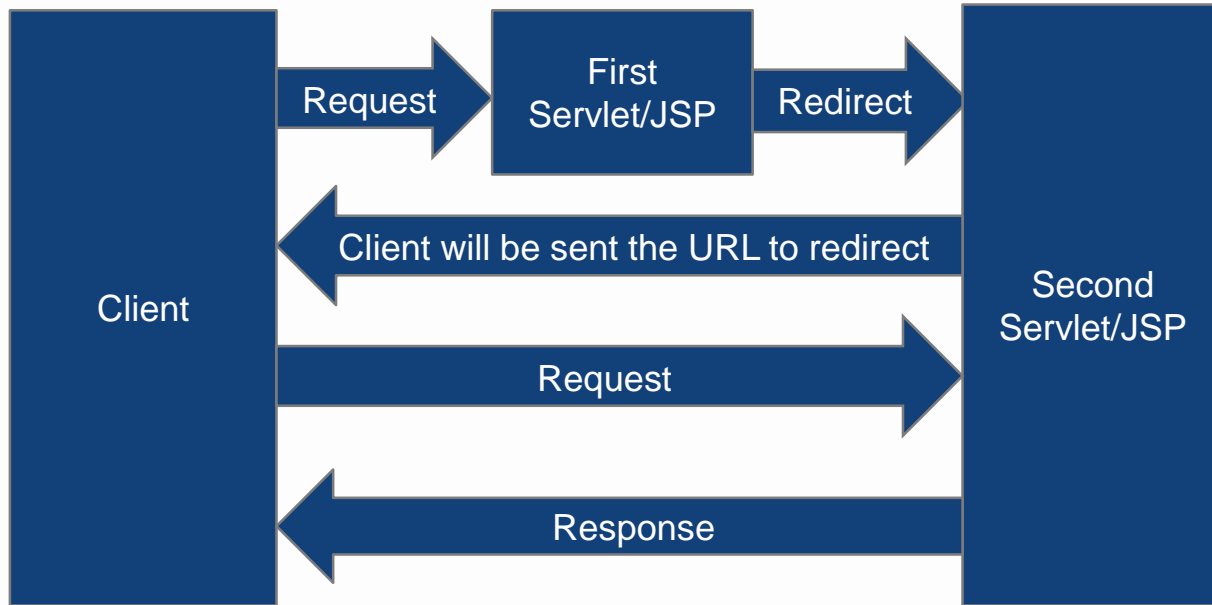 Request
First
Servlet/JSP
Redirect
Client will be sent the URL to redirect
Client
Second
Servlet/JSP
Request
Response